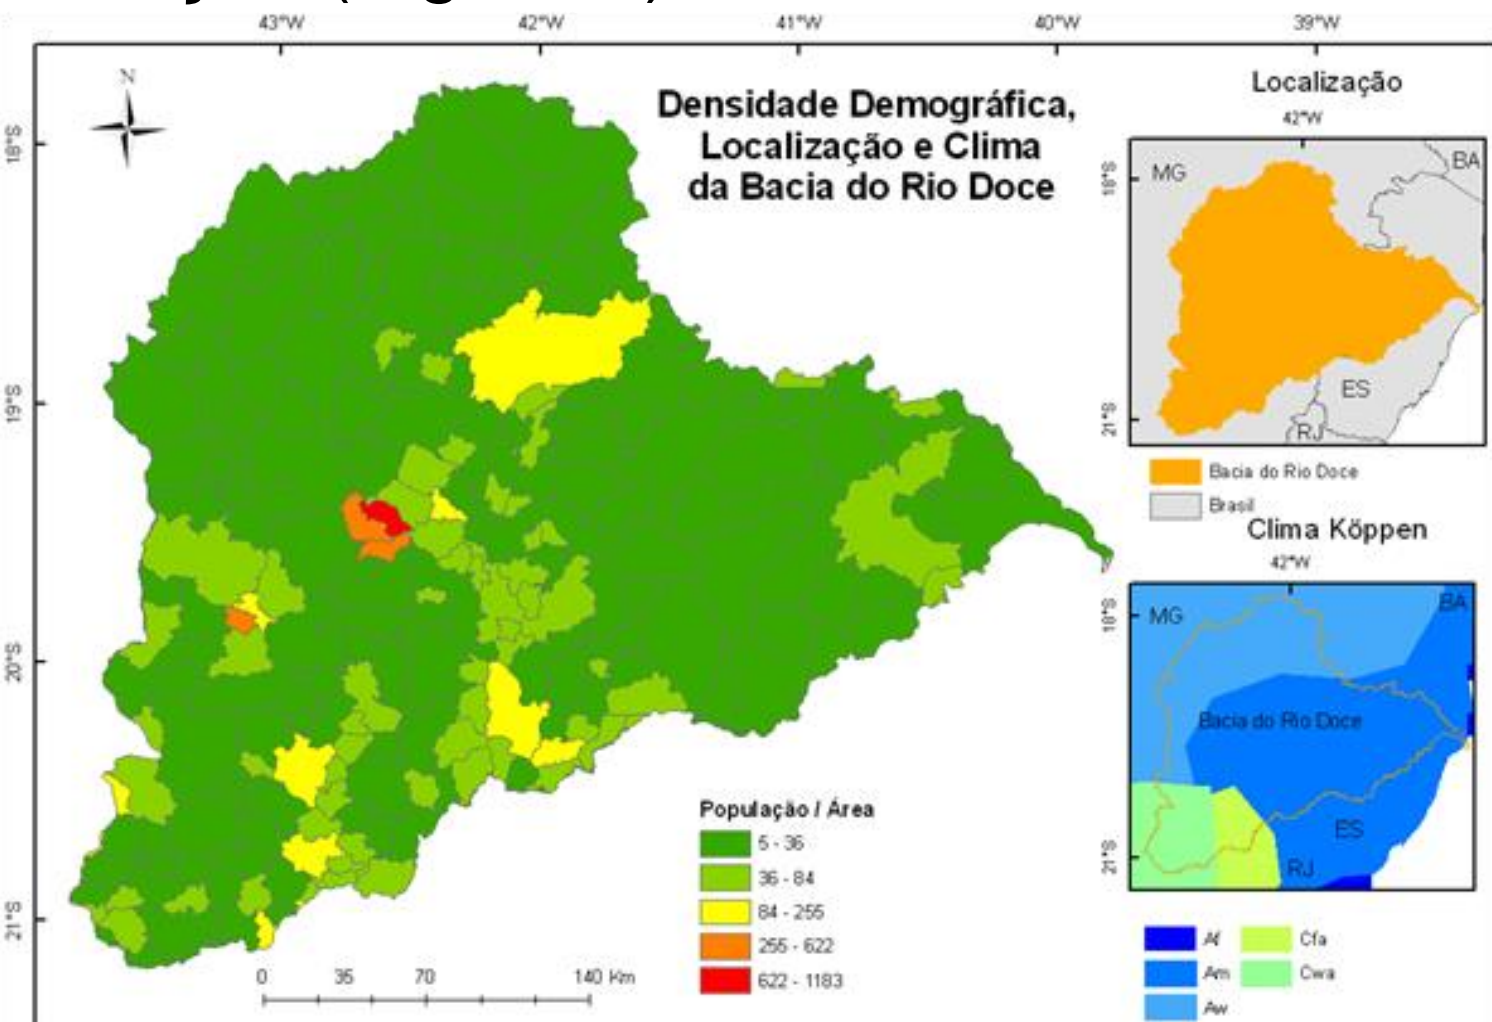 43°W
42°W
41°W
40°W
39°W
N
18°S
19°S
20°S
21°S
Densidade Demográfica,
Localização e Clima
da Bacia do Rio Doce
População / Área
5 - 36
36 - 84
84 - 255
255 - 622
622 - 1183
0 35 70 140 Km
Localização
42°W
18°S
21°S
MG
BA
ES
RJ
Bacia do Rio Doce
Brasil
Clima Köppen
42°W
18°S
21°S
MG
BA
Bacia do Rio Doce
ES
RJ
Af
Cfa
Am
Cwa
Aw